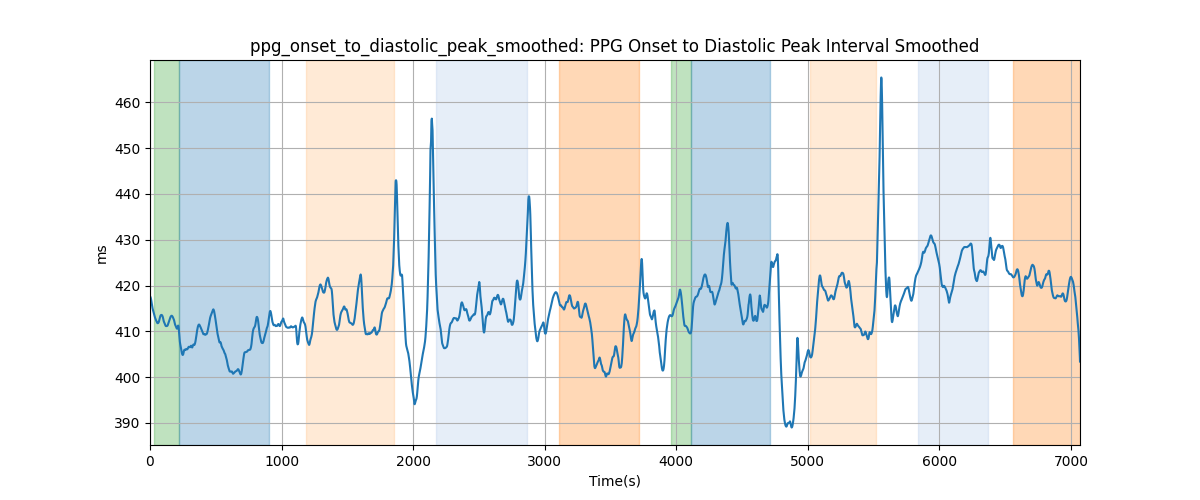 ppg_onset_to_diastolic_peak_smoothed: PPG Onset to Diastolic Peak Interval Smoothed
460
450
440
430
420
410
400
390
ms
0 1000 2000 3000 4000 5000 6000 7000
Time(s)